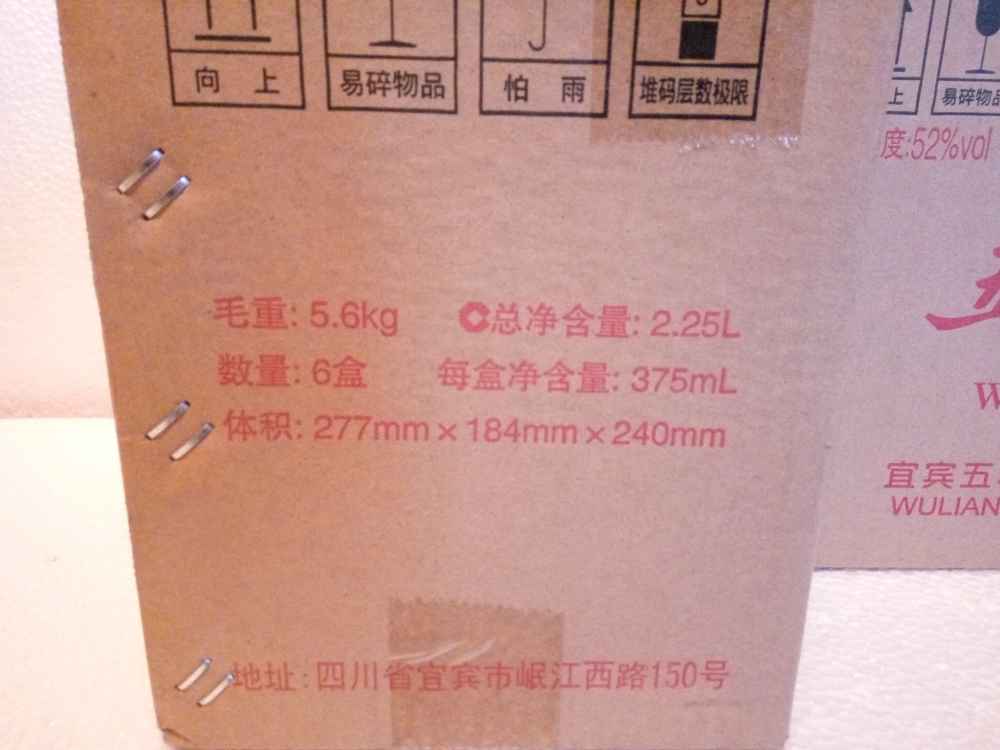 向 上
易碎物品
怕 雨
堆码层数极限
毛重: 5.6kg 总净含量: 2.25L
数量: 6盒 每盒净含量: 375mL
体积: 277mm×184mm×240mm
地址:四川省宜宾市岷江西路150号
上
易碎物品
度:52%vol
W
宜宾五
WULIAN